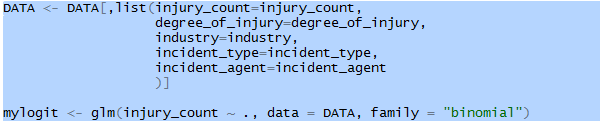 DATA <- DATA[,list(injury_count=injury_count,
degree_of_injury=degree_of_injury,
industry=industry,
incident_type=incident_type,
incident_agent=incident_agent
)]
mylogit <- glm(injury_count ~ ., data = DATA, family = "binomial")